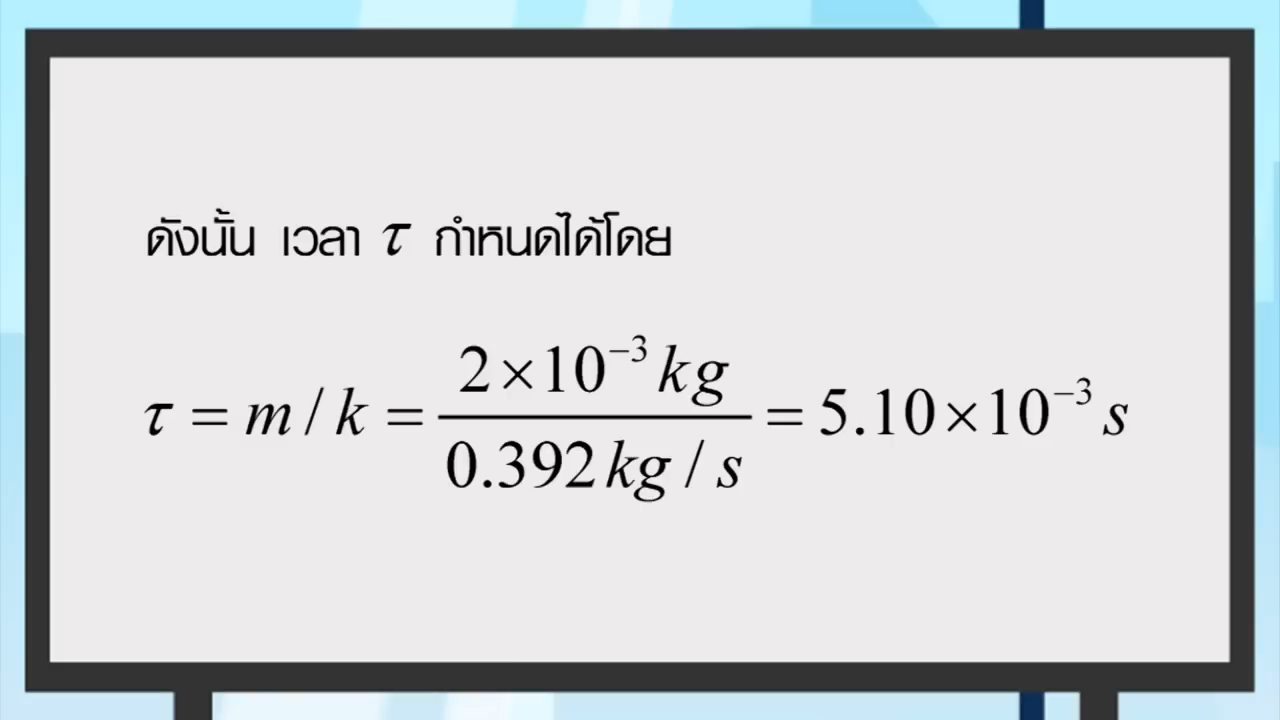 ดังนั้น เวลา τ กำหนดได้โดย
τ = m / k = \frac{2×10^{-3} kg}{0.392 kg / s} = 5.10×10^{-3} s